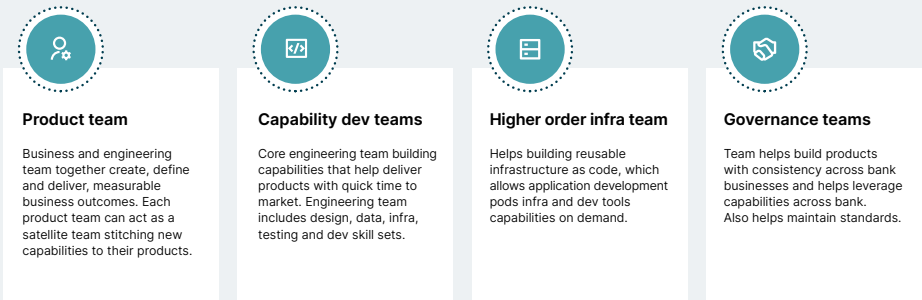 Product team
Business and engineering
team together create, define
and deliver, measurable
business outcomes. Each
product team can act as a
satellite team stitching new
capabilities to their products.
Capability dev teams
Core engineering team building
capabilities that help deliver
products with quick time to
market. Engineering team
includes design, data, infra,
testing and dev skill sets.
Higher order infra team
Helps building reusable
infrastructure as code, which
allows application development
pods infra and dev tools
capabilities on demand.
Governance teams
Team helps build products
with consistency across bank
businesses and helps leverage
capabilities across bank.
Also helps maintain standards.